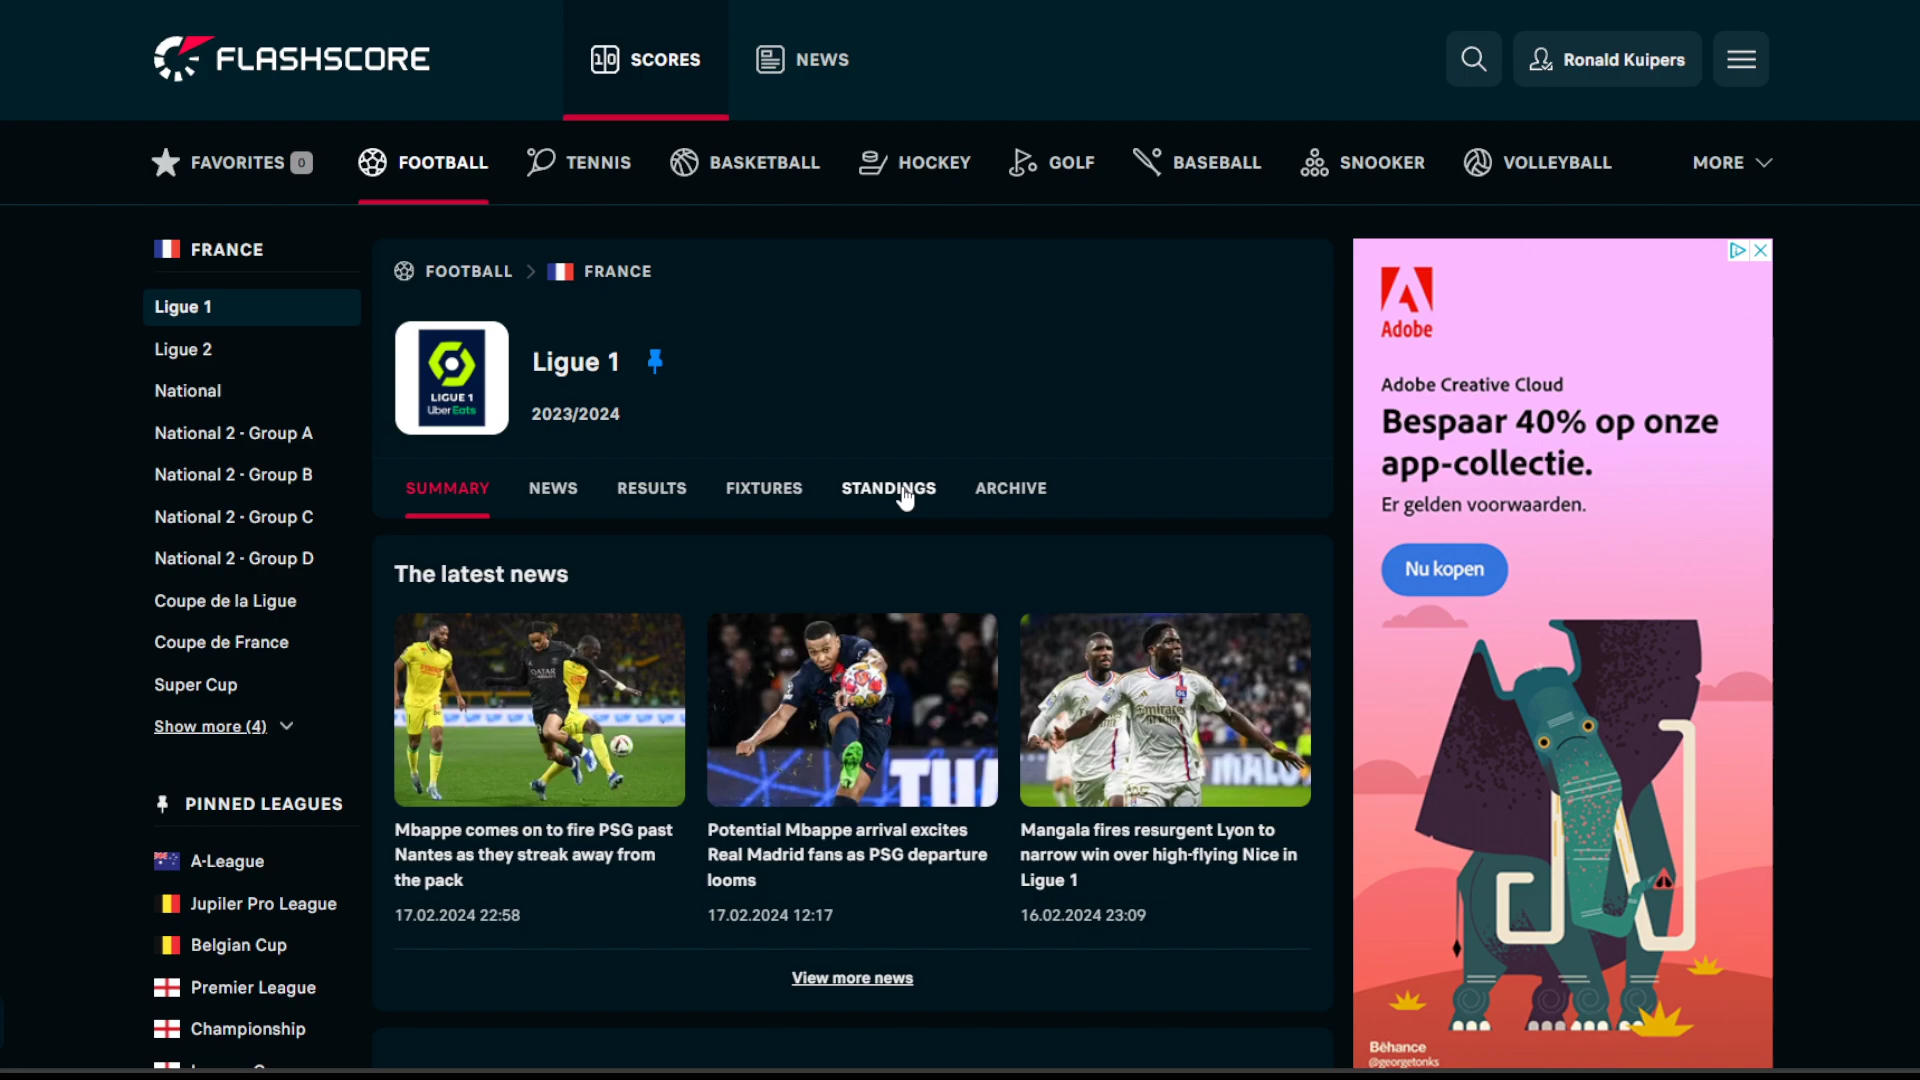 FLASHSCORE
SCORES
NEWS
Ronald Kuipers
FAVORITES 0
FOOTBALL
TENNIS
BASKETBALL
HOCKEY
GOLF
BASEBALL
SNOOKER
VOLLEYBALL
MORE
FRANCE
Ligue 1
Ligue 2
National
National 2 - Group A
National 2 - Group B
National 2 - Group C
National 2 - Group D
Coupe de la Ligue
Coupe de France
Super Cup
Show more (4)
PINNED LEAGUES
A-League
Jupiler Pro League
Belgian Cup
Premier League
Championship
FOOTBALL > FRANCE
LIGUE 1
Uber Eats
Ligue 1
2023/2024
SUMMARY
NEWS
RESULTS
FIXTURES
STANDINGS
ARCHIVE
The latest news
Mbappe comes on to fire PSG past
Nantes as they streak away from
the pack
17.02.2024 22:58
Potential Mbappe arrival excites
Real Madrid fans as PSG departure
looms
17.02.2024 12:17
Mangala fires resurgent Lyon to
narrow win over high-flying Nice in
Ligue 1
16.02.2024 23:09
View more news
Adobe
Adobe Creative Cloud
Bespaar 40% op onze
app-collectie.
Er gelden voorwaarden.
Nu kopen
Bēhance
@georgetonks